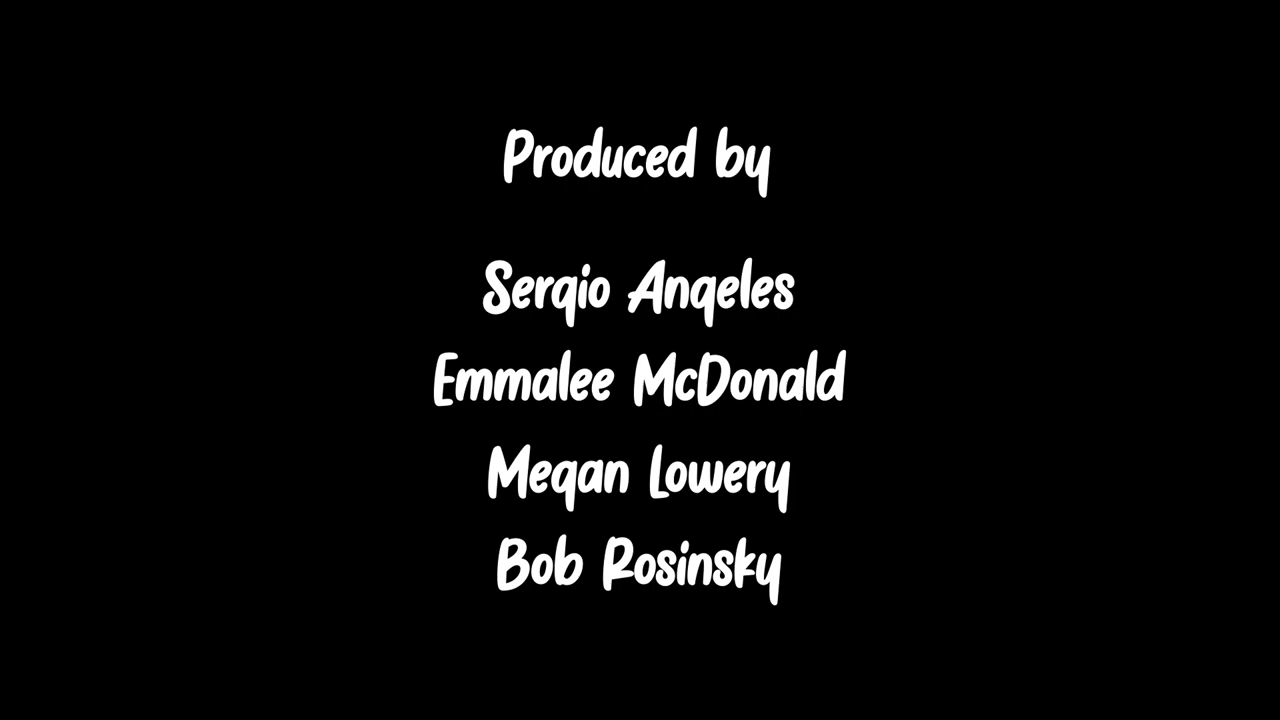 Produced by
Sergio Angeles
Emmalee McDonald
Megan Lowery
Bob Rosinsky